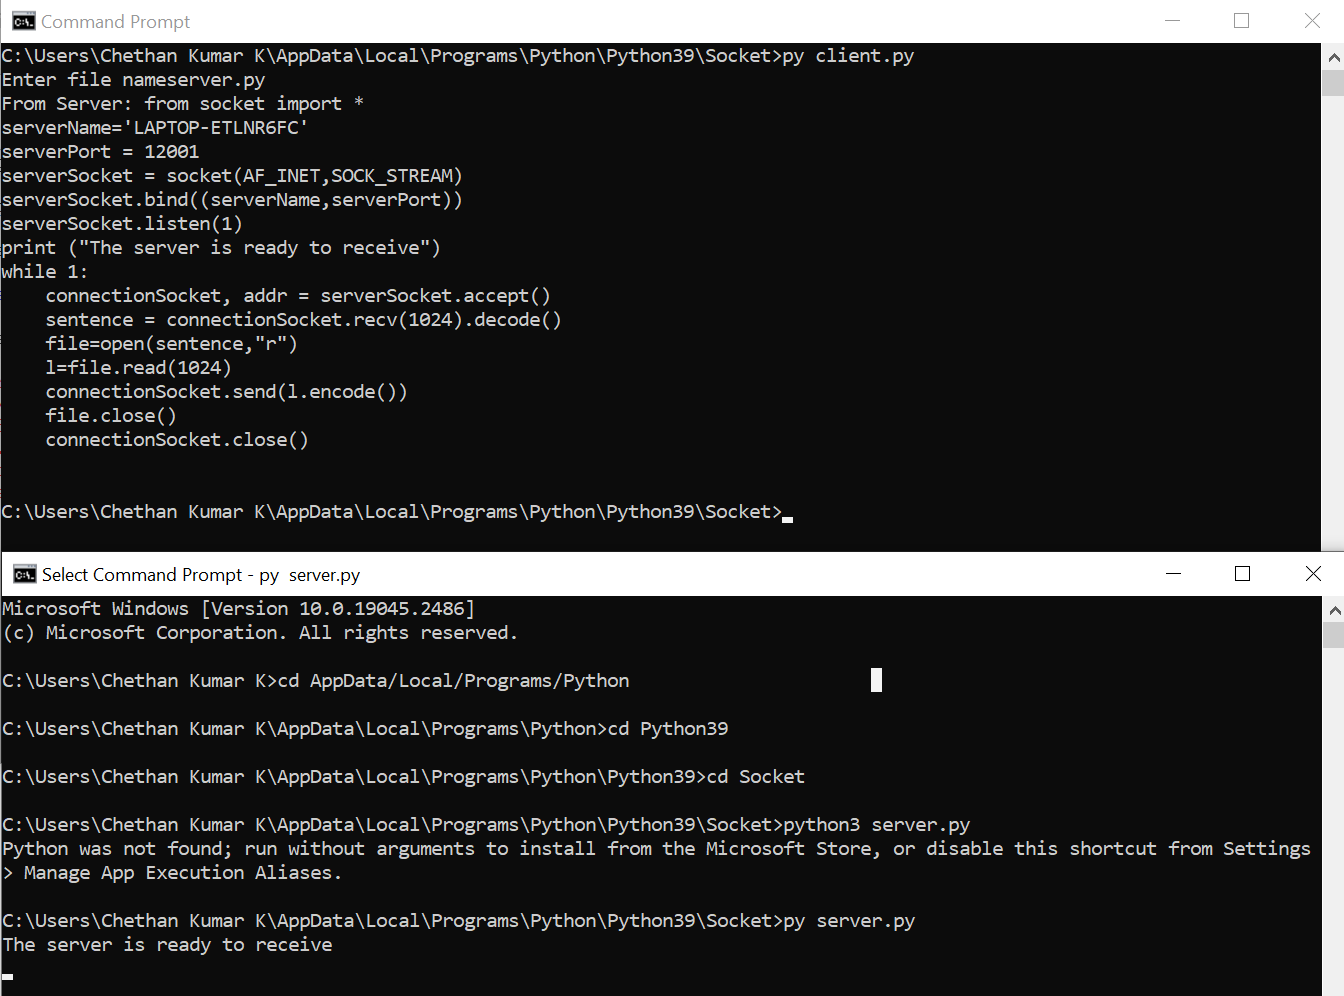 Command Prompt
C:\Users\Chethan Kumar K\AppData\Local\Programs\Python\Python39\Socket>py client.py
Enter file nameserver.py
From Server: from socket import *
serverName='LAPTOP-ETLNR6FC'
serverPort = 12001
serverSocket = socket(AF_INET,SOCK_STREAM)
serverSocket.bind((serverName,serverPort))
serverSocket.listen(1)
print ("The server is ready to receive")
while 1:
    connectionSocket, addr = serverSocket.accept()
    sentence = connectionSocket.recv(1024).decode()
    file=open(sentence,"r")
    l=file.read(1024)
    connectionSocket.send(l.encode())
    file.close()
    connectionSocket.close()
C:\Users\Chethan Kumar K\AppData\Local\Programs\Python\Python39\Socket>
Select Command Prompt - py  server.py
Microsoft Windows [Version 10.0.19045.2486]
(c) Microsoft Corporation. All rights reserved.
C:\Users\Chethan Kumar K>cd AppData/Local/Programs/Python
C:\Users\Chethan Kumar K\AppData\Local\Programs\Python>cd Python39
C:\Users\Chethan Kumar K\AppData\Local\Programs\Python\Python39>cd Socket
C:\Users\Chethan Kumar K\AppData\Local\Programs\Python\Python39\Socket>python3 server.py
Python was not found; run without arguments to install from the Microsoft Store, or disable this shortcut from Settings
> Manage App Execution Aliases.
C:\Users\Chethan Kumar K\AppData\Local\Programs\Python\Python39\Socket>py server.py
The server is ready to receive